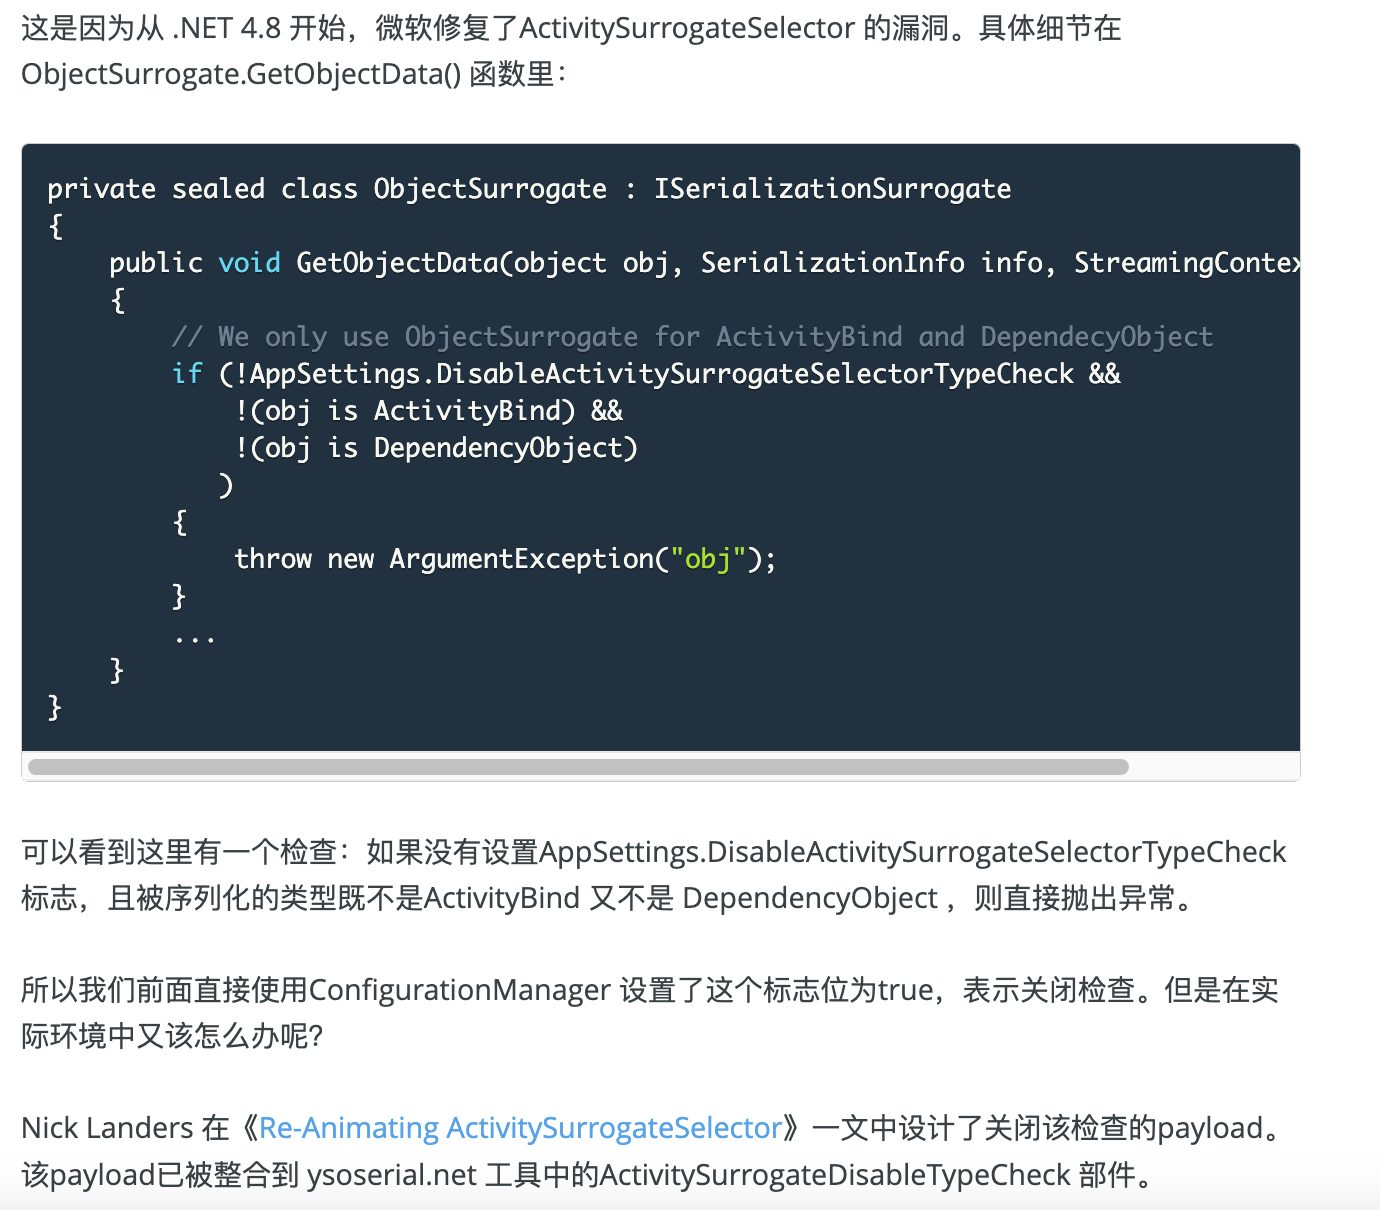 这是因为从 .NET 4.8 开始，微软修复了ActivitySurrogateSelector 的漏洞。具体细节在
ObjectSurrogate.GetObjectData() 函数里：
private sealed class ObjectSurrogate : ISerializationSurrogate
{
    public void GetObjectData(object obj, SerializationInfo info, StreamingContex
    {
        // We only use ObjectSurrogate for ActivityBind and DependecyObject
        if (!AppSettings.DisableActivitySurrogateSelectorTypeCheck &&
            !(obj is ActivityBind) &&
            !(obj is DependencyObject)
           )
        {
            throw new ArgumentException("obj");
        }
        ...
    }
}
可以看到这里有一个检查：如果没有设置AppSettings.DisableActivitySurrogateSelectorTypeCheck
标志，且被序列化的类型既不是ActivityBind 又不是 DependencyObject ，则直接抛出异常。
所以我们前面直接使用ConfigurationManager 设置了这个标志位为true，表示关闭检查。但是在实
际环境中又该怎么办呢?
Nick Landers 在《Re-Animating ActivitySurrogateSelector》一文中设计了关闭该检查的payload。
该payload已被整合到 ysoserial.net 工具中的ActivitySurrogateDisableTypeCheck 部件。